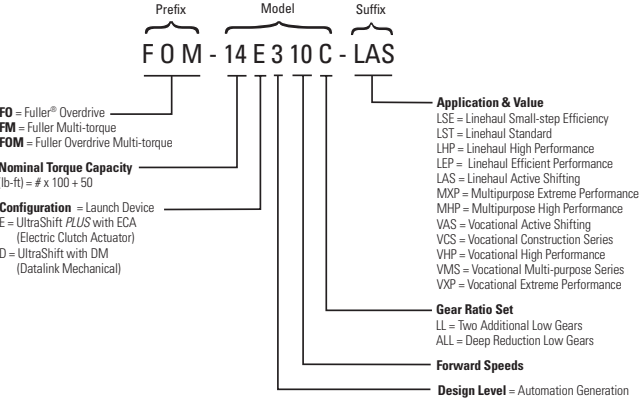 Prefix Model Suffix
FOM-14E310C-LAS
FO = Fuller® Overdrive
FM = Fuller Multi-torque
FOM = Fuller Overdrive Multi-torque
Nominal Torque Capacity
(lb-ft) = # x 100 + 50
Configuration = Launch Device
E = UltraShift PLUS with ECA
(Electric Clutch Actuator)
D = UltraShift with DM
(Datalink Mechanical)
Application & Value
LSE = Linehaul Small-step Efficiency
LST = Linehaul Standard
LHP = Linehaul High Performance
LEP = Linehaul Efficient Performance
LAS = Linehaul Active Shifting
MXP = Multipurpose Extreme Performance
MHP = Multipurpose High Performance
VAS = Vocational Active Shifting
VCS = Vocational Construction Series
VHP = Vocational High Performance
VMS = Vocational Multi-purpose Series
VXP = Vocational Extreme Performance
Gear Ratio Set
LL = Two Additional Low Gears
ALL = Deep Reduction Low Gears
Forward Speeds
Design Level = Automation Generation